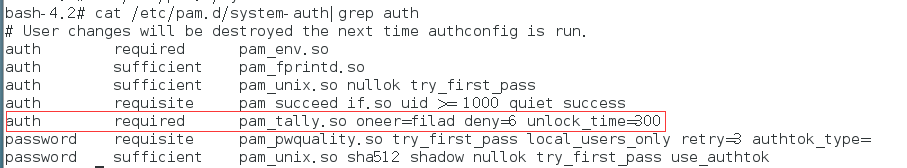 bash-4.2# cat /etc/pam.d/system-auth| grep auth
# User changes will be destroyed the next time authconfig is run.
auth required pam_env.so
auth sufficient pam_fprintd.so
auth sufficient pam_unix.so nullok try_first_pass
auth requisite pam_succeed_if.so uid >= 1000 quiet_success
auth required pam_tally.so oneer=filad deny=6 unlock_time=300
password requisite pam_pwquality.so try_first_pass local_users_only retry=3 authtok_type=
password sufficient pam_unix.so sha512 shadow nullok try_first_pass use_authtok